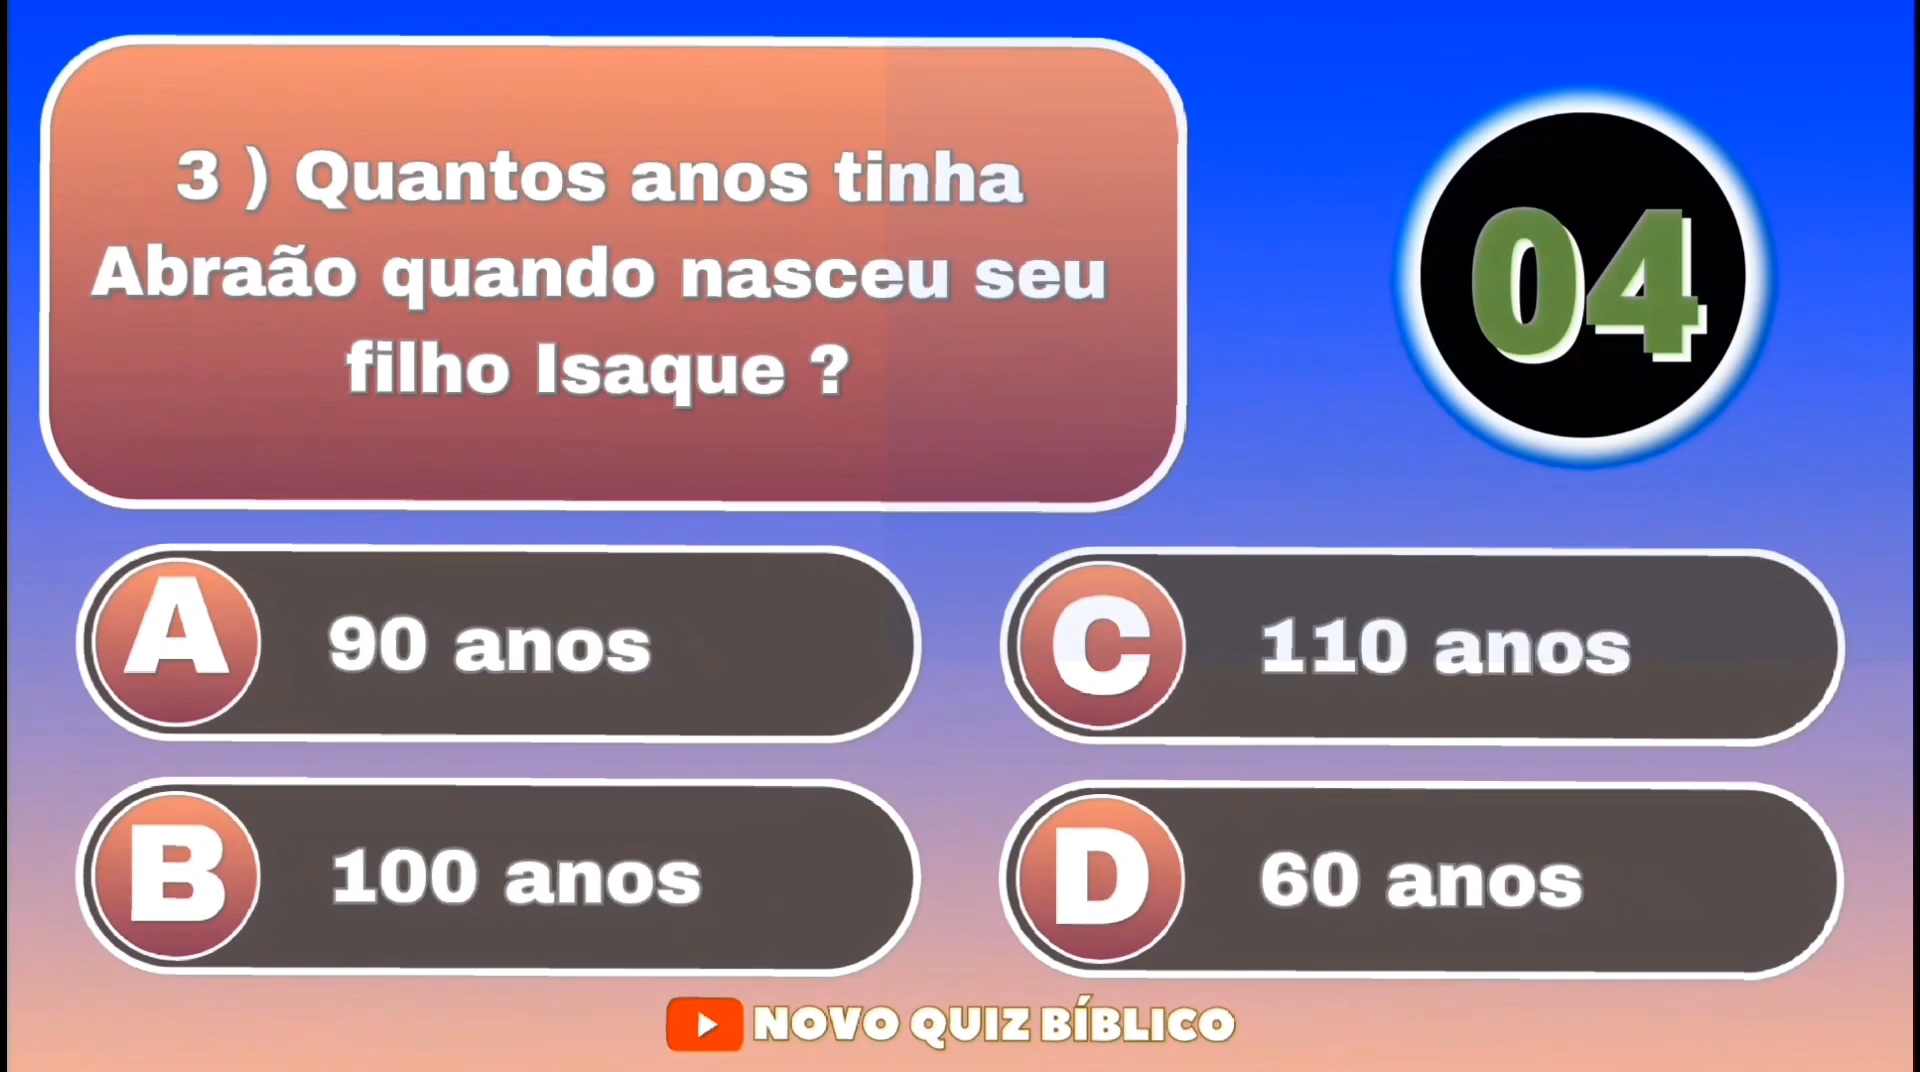 3 ) Quantos anos tinha
Abraão quando nasceu seu
filho Isaque ?
04
A 90 anos
C 110 anos
B 100 anos
D 60 anos
NOVO QUIZ BÍBLICO